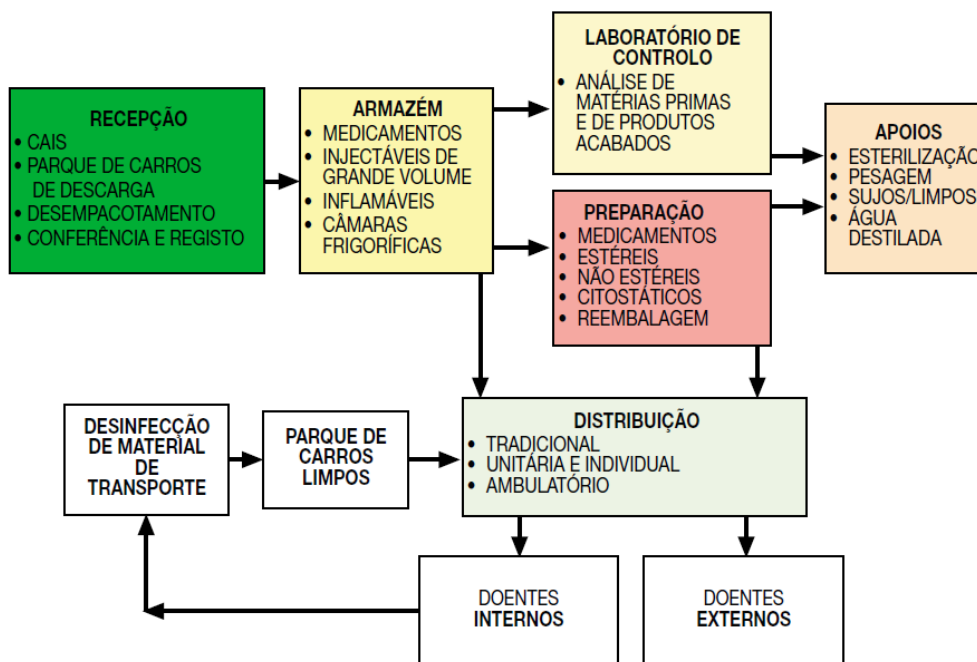 RECEPÇÃO
• CAIS
• PARQUE DE CARROS
DE DESCARGA
• DESEMPACOTAMENTO
• CONFERÊNCIA E REGISTO
ARMAZÉM
• MEDICAMENTOS
• INJECTÁVEIS DE
GRANDE VOLUME
• INFLAMÁVEIS
• CÂMARAS
FRIGORÍFICAS
LABORATÓRIO DE
CONTROLO
• ANÁLISE DE
MATÉRIAS PRIMAS
E DE PRODUTOS
ACABADOS
PREPARAÇÃO
• MEDICAMENTOS
• ESTÉREIS
• NÃO ESTÉREIS
• CITOSTÁTICOS
• REEMBALAGEM
APOIOS
• ESTERILIZAÇÃO
• PESAGEM
• SUJOS/LIMPOS
• ÁGUA
DESTILADA
DESINFECÇÃO
DE MATERIAL
DE
TRANSPORTE
PARQUE DE
CARROS
LIMPOS
DISTRIBUIÇÃO
• TRADICIONAL
• UNITÁRIA E INDIVIDUAL
• AMBULATÓRIO
DOENTES
INTERNOS
DOENTES
EXTERNOS